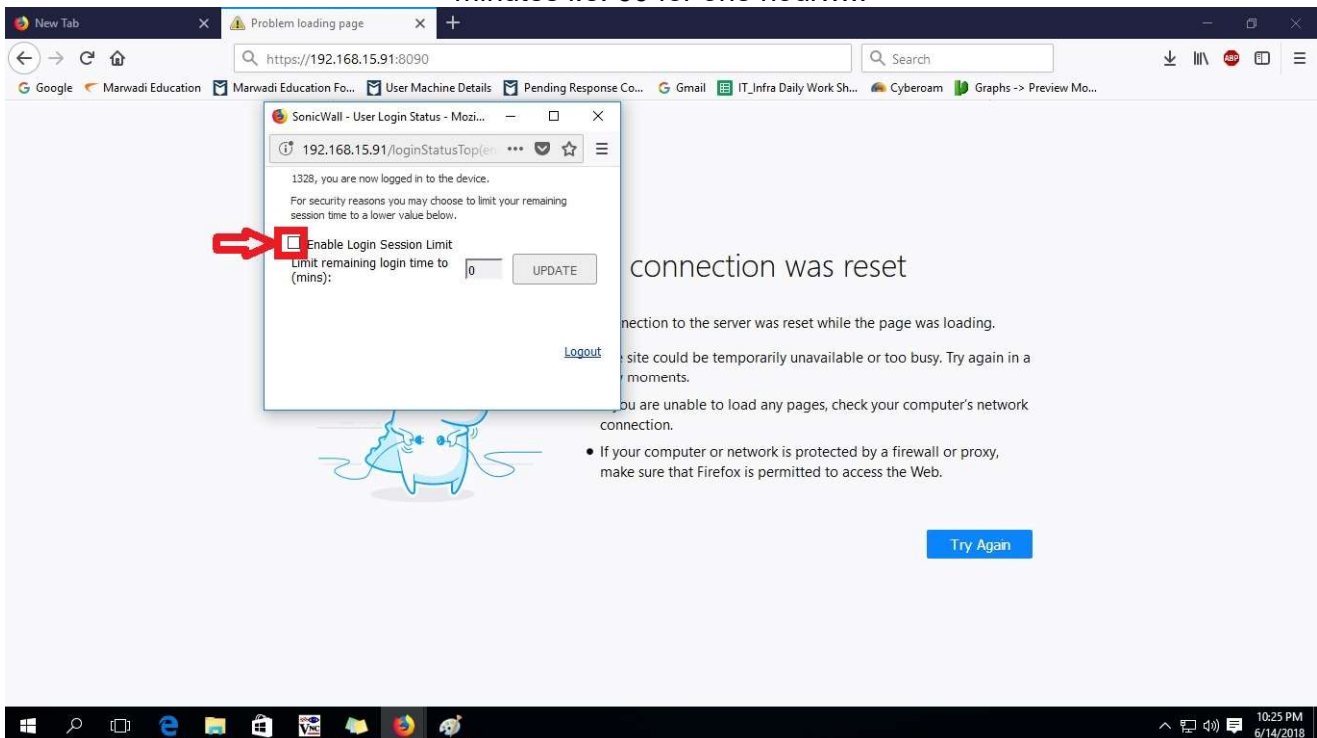 New Tab
Problem loading page
https://192.168.15.91:8090
Search
Google Marwadi Education Marwadi Education Fo... User Machine Details Pending Response Co... Gmail IT_Infra Daily Work Sh... Cyberoam Graphs -> Preview Mo...
SonicWall - User Login Status - Mozi...
192.168.15.91/loginStatusTop(en
1328, you are now logged in to the device.
For security reasons you may choose to limit your remaining
session time to a lower value below.
Enable Login Session Limit
Limit remaining login time to
(mins):
0
UPDATE
Logout
connection was reset
nection to the server was reset while the page was loading.
site could be temporarily unavailable or too busy. Try again in a
moments.
ou are unable to load any pages, check your computer's network
connection.
If your computer or network is protected by a firewall or proxy,
make sure that Firefox is permitted to access the Web.
Try Again
ABP
VNC
10:25 PM
6/14/2018